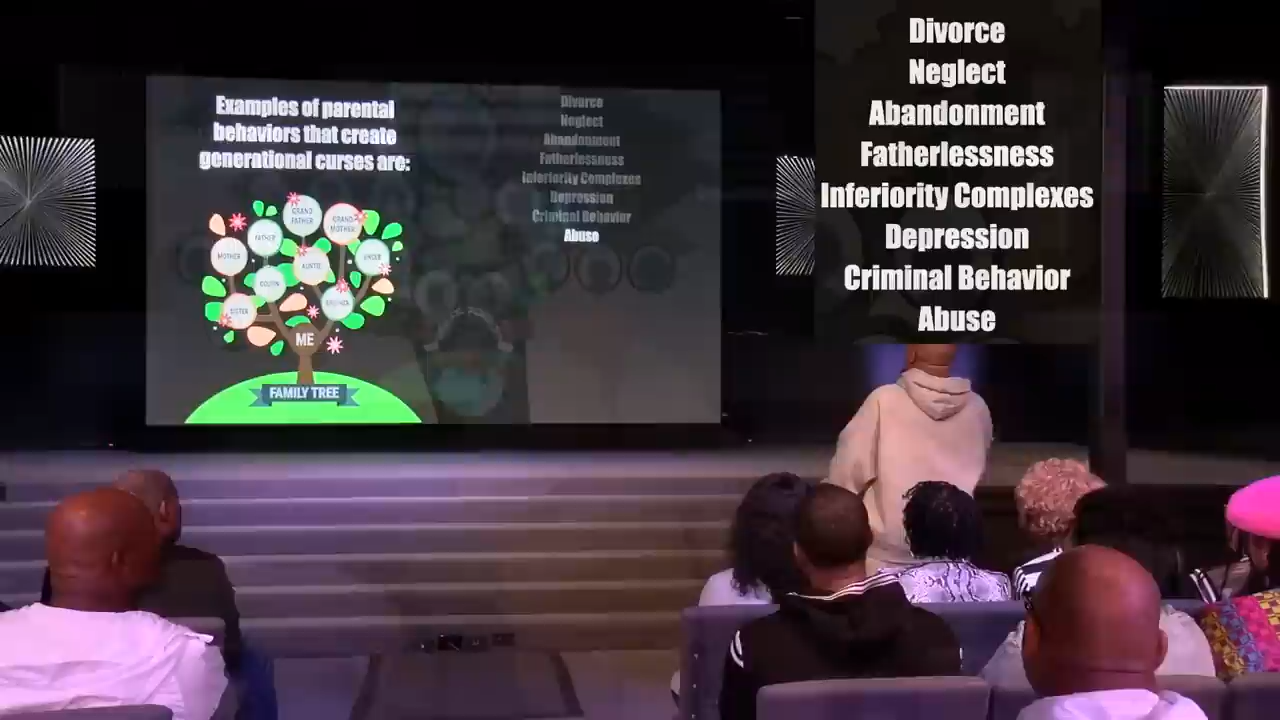 Examples of parental
behaviors that create
generational curses are:
GRAND
FATHER
GRAND
MOTHER
FATHER
MOTHER
AUNTIE
UNCLE
COUSIN
SISTER
BROTHER
ME
FAMILY TREE
Divorce
Neglect
Abandonment
Fatherlessness
Inferiority Complexes
Depression
Criminal Behavior
Abuse
Divorce
Neglect
Abandonment
Fatherlessness
Inferiority Complexes
Depression
Criminal Behavior
Abuse